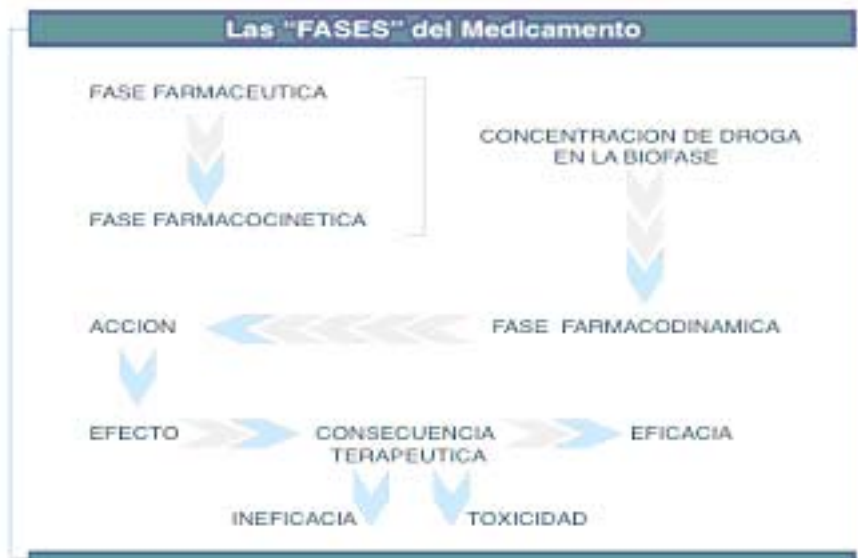 Las "FASES" del Medicamento
FASE FARMACEUTICA
CONCENTRACION DE DROGA
EN LA BIOFASE
FASE FARMACOCINETICA
ACCION
FASE FARMACODINAMICA
EFECTO
CONSECUENCIA
TERAPEUTICA
EFICACIA
INEFICACIA
TOXICIDAD